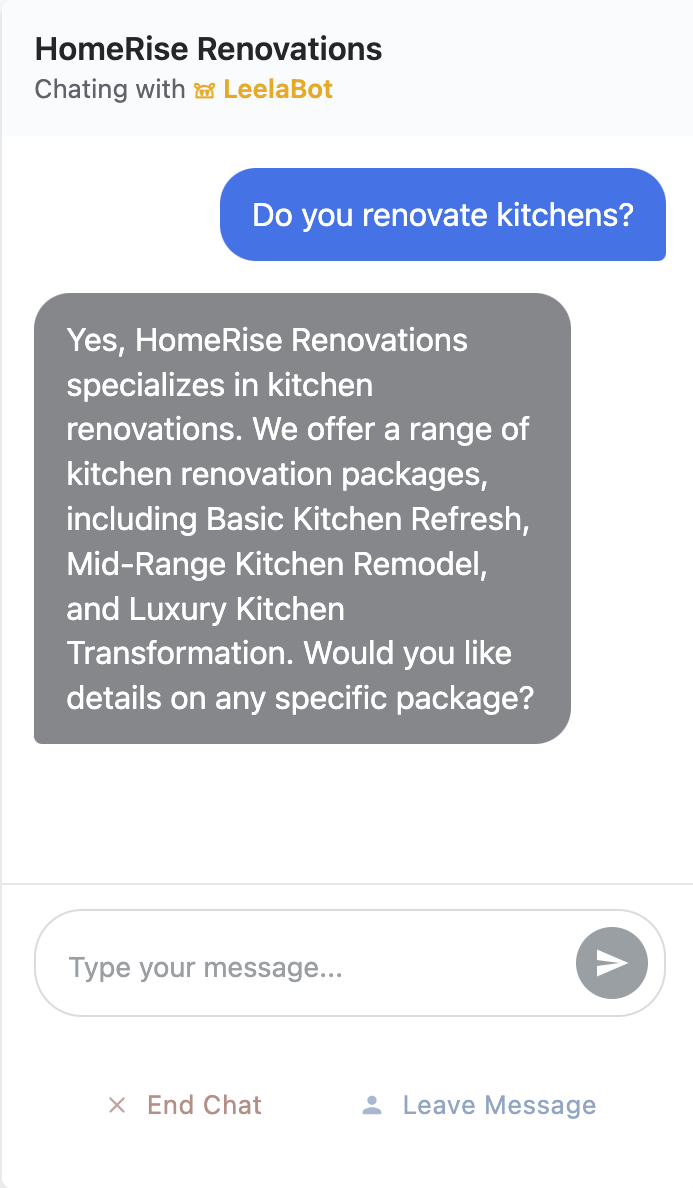 HomeRise Renovations
Chating with LeelaBot
Do you renovate kitchens?
Yes, HomeRise Renovations
specializes in kitchen
renovations. We offer a range of
kitchen renovation packages,
including Basic Kitchen Refresh,
Mid-Range Kitchen Remodel,
and Luxury Kitchen
Transformation. Would you like
details on any specific package?
Type your message...
End Chat
Leave Message